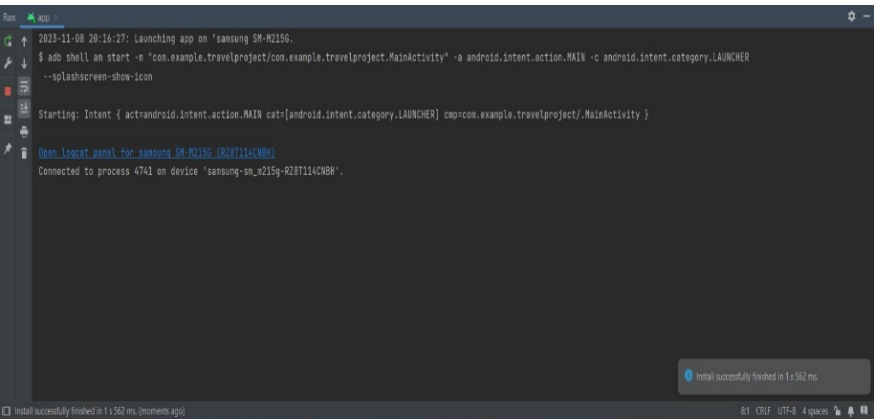 Run: app
2023-11-08 20:16:27: Launching app on 'samsung SM-M215G.
$ adb shell am start -n "com.example.travelproject/com.example.travelproject.MainActivity" -a android.intent.action.MAIN -c android.intent.category.LAUNCHER
--splashscreen-show-icon
Starting: Intent { act=android.intent.action.MAIN cat=[android.intent.category.LAUNCHER] cmp=com.example.travelproject/.MainActivity }
Open logcat panel for samsung SM-M215G (RZ8T114CNBH)
Connected to process 4741 on device 'samsung-sm_m215g-RZ8T114CNBH'.
Install successfully finished in 1 s 562 ms.
Install successfully finished in 1 s 562 ms. (moments ago) 8:1 CRLF UTF-8 4 spaces